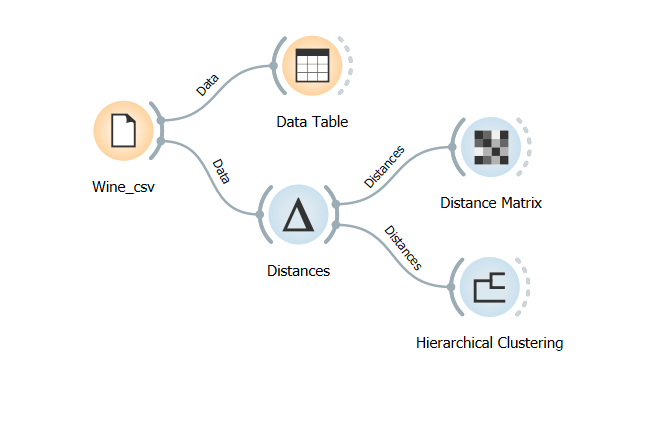 Data
Data Table
Wine_csv
Data
Distances
Distances
Distance Matrix
Distances
Hierarchical Clustering